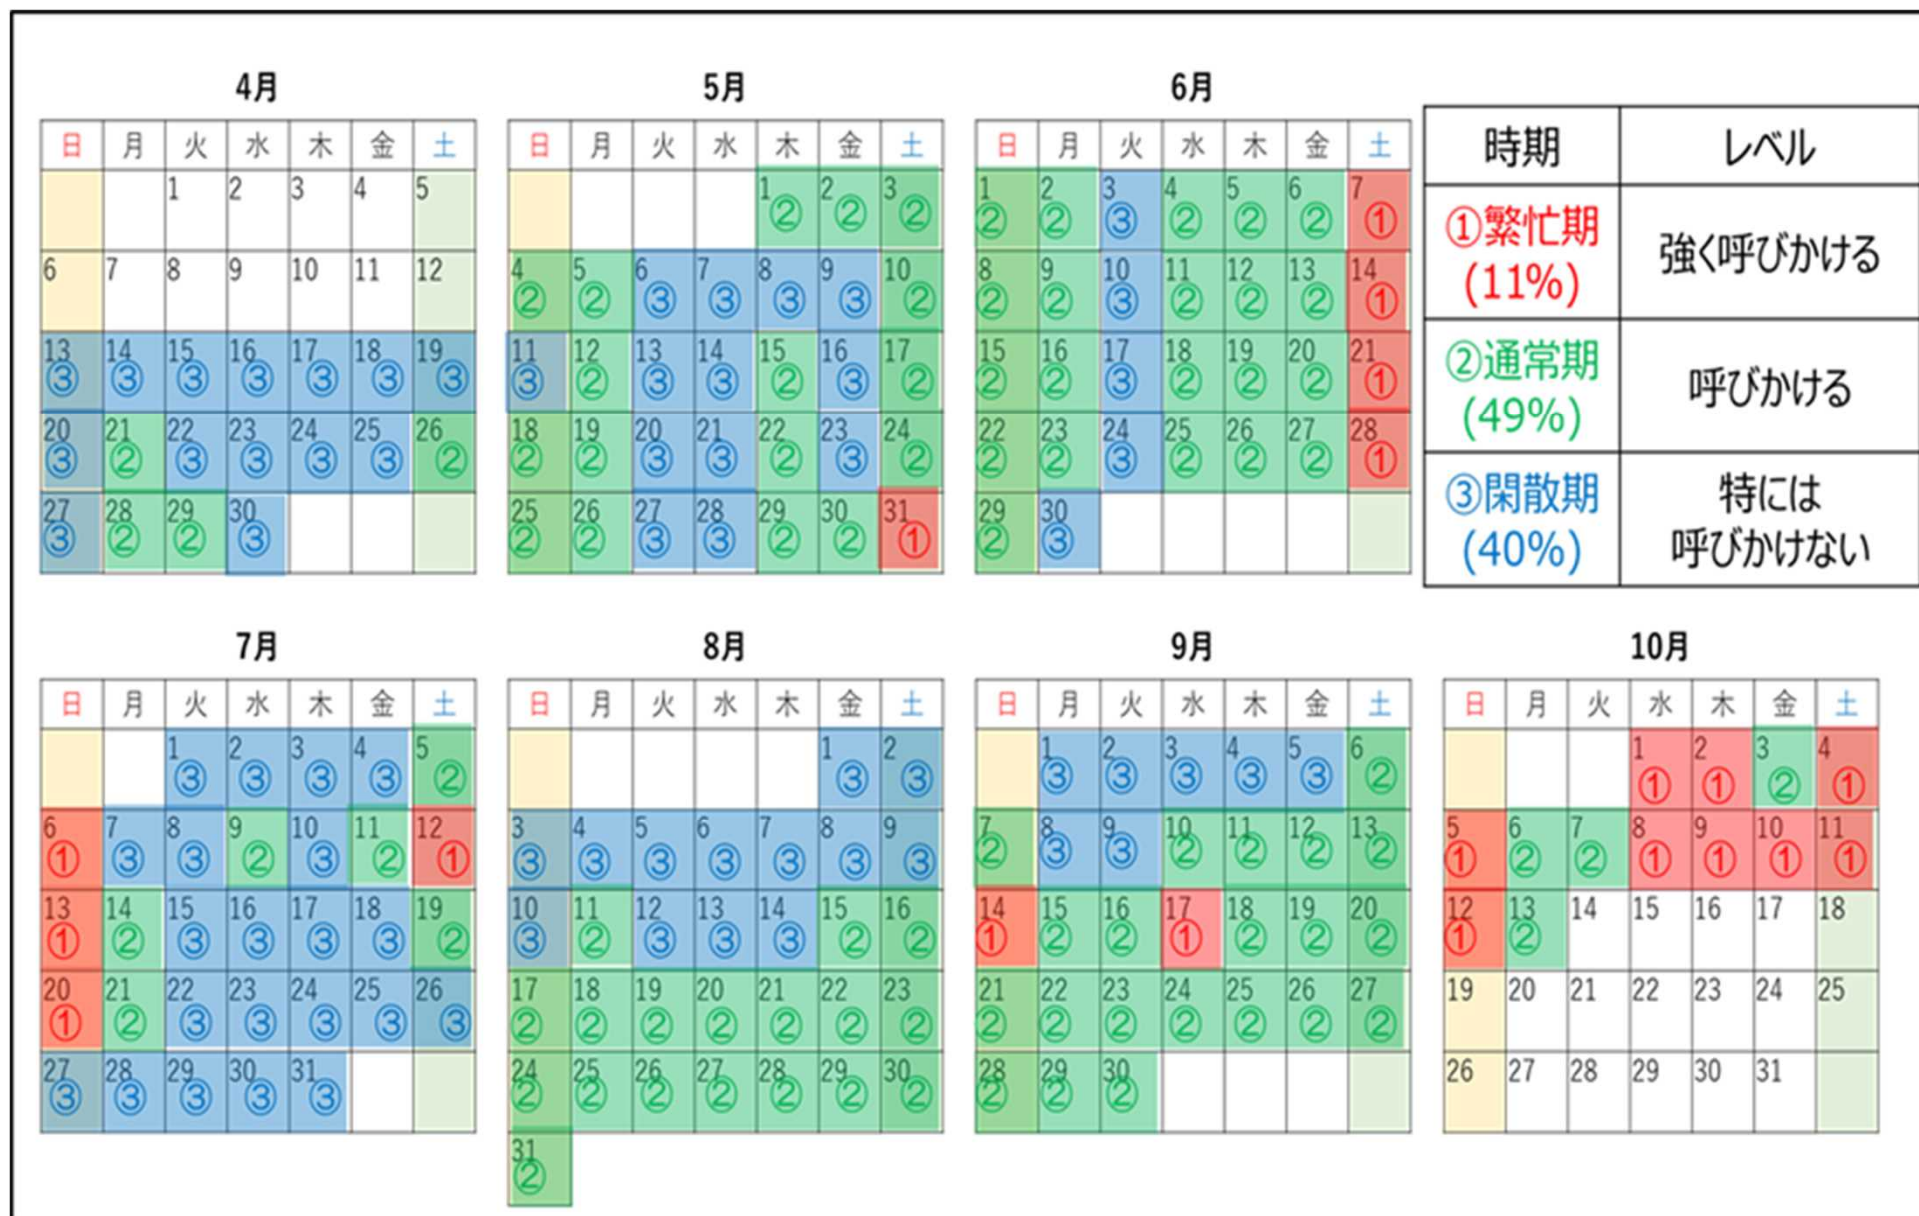 4月
日 月 火 水 木 金 土
1 2 3 4 5
6 7 8 9 10 11 12
13 14 15 16 17 18 19
③ ③ ③ ③ ③ ③ ③
20 21 22 23 24 25 26
③ ② ③ ③ ③ ③ ②
27 28 29 30
③ ② ② ③
5月
日 月 火 水 木 金 土
1 2 3
② ② ②
4 5 6 7 8 9 10
② ② ③ ③ ③ ③ ②
11 12 13 14 15 16 17
③ ② ③ ③ ② ③ ②
18 19 20 21 22 23 24
② ② ③ ③ ② ③ ②
25 26 27 28 29 30 31
② ② ③ ③ ② ② ①
6月
日 月 火 水 木 金 土
1 2 3 4 5 6 7
② ② ③ ② ② ② ①
8 9 10 11 12 13 14
② ② ③ ② ② ② ①
15 16 17 18 19 20 21
② ② ③ ② ② ② ①
22 23 24 25 26 27 28
② ② ③ ② ② ② ①
29 30
② ③
時期 レベル
①繁忙期
(11%)
強く呼びかける
②通常期
(49%)
呼びかける
③閑散期
(40%)
特には
呼びかけない
7月
日 月 火 水 木 金 土
1 2 3 4 5
③ ③ ③ ③ ②
6 7 8 9 10 11 12
① ③ ③ ② ③ ② ①
13 14 15 16 17 18 19
① ② ③ ③ ③ ③ ②
20 21 22 23 24 25 26
① ② ③ ③ ③ ③ ③
27 28 29 30 31
③ ③ ③ ③ ③
8月
日 月 火 水 木 金 土
1 2
③ ③
3 4 5 6 7 8 9
③ ③ ③ ③ ③ ③ ③
10 11 12 13 14 15 16
③ ② ③ ③ ③ ② ②
17 18 19 20 21 22 23
② ② ② ② ② ② ②
24 25 26 27 28 29 30
② ② ② ② ② ② ②
31
②
9月
日 月 火 水 木 金 土
1 2 3 4 5 6
③ ③ ③ ③ ③ ②
7 8 9 10 11 12 13
② ③ ③ ② ② ② ②
14 15 16 17 18 19 20
① ② ② ① ② ② ②
21 22 23 24 25 26 27
② ② ② ② ② ② ②
28 29 30
② ② ②
10月
日 月 火 水 木 金 土
1 2 3 4
① ① ② ①
5 6 7 8 9 10 11
① ② ② ① ① ① ①
12 13 14 15 16 17 18
① ②
19 20 21 22 23 24 25
26 27 28 29 30 31